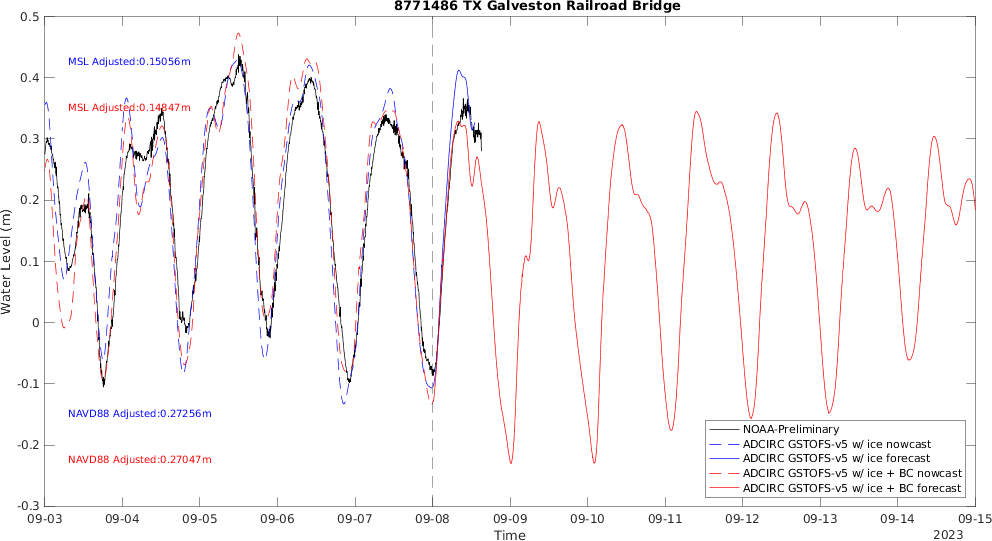 8771486 TX Galveston Railroad Bridge
0.5
0.4
0.3
0.2
0.1
0
-0.1
-0.2
-0.3
Water Level (m)
MSL Adjusted:0.15056m
MSL Adjusted:0.14847m
NAVD88 Adjusted:0.27256m
NAVD88 Adjusted:0.27047m
NOAA-Preliminary
ADCIRC GSTOFS-v5 w/ ice nowcast
ADCIRC GSTOFS-v5 w/ ice forecast
ADCIRC GSTOFS-v5 w/ ice + BC nowcast
ADCIRC GSTOFS-v5 w/ ice + BC forecast
09-03 09-04 09-05 09-06 09-07 09-08 09-09 09-10 09-11 09-12 09-13 09-14 09-15
Time
2023